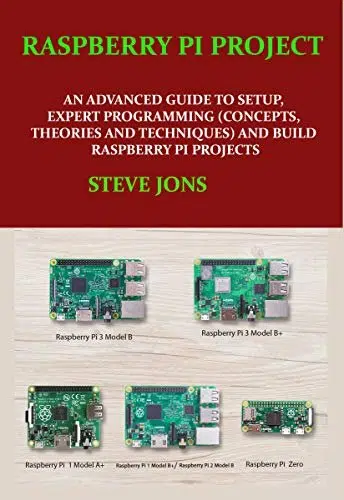 RASPBERRY PI PROJECT
AN ADVANCED GUIDE TO SETUP,
EXPERT PROGRAMMING (CONCEPTS,
THEORIES AND TECHNIQUES) AND BUILD
RASPBERRY PI PROJECTS
STEVE JONS
Raspberry Pi 3 Model B
Raspberry Pi 3 Model B+
Raspberry Pi 1 Model A+
Raspberry Pi 1 Model B+/ Raspberry Pi 2 Model B
Raspberry Pi Zero